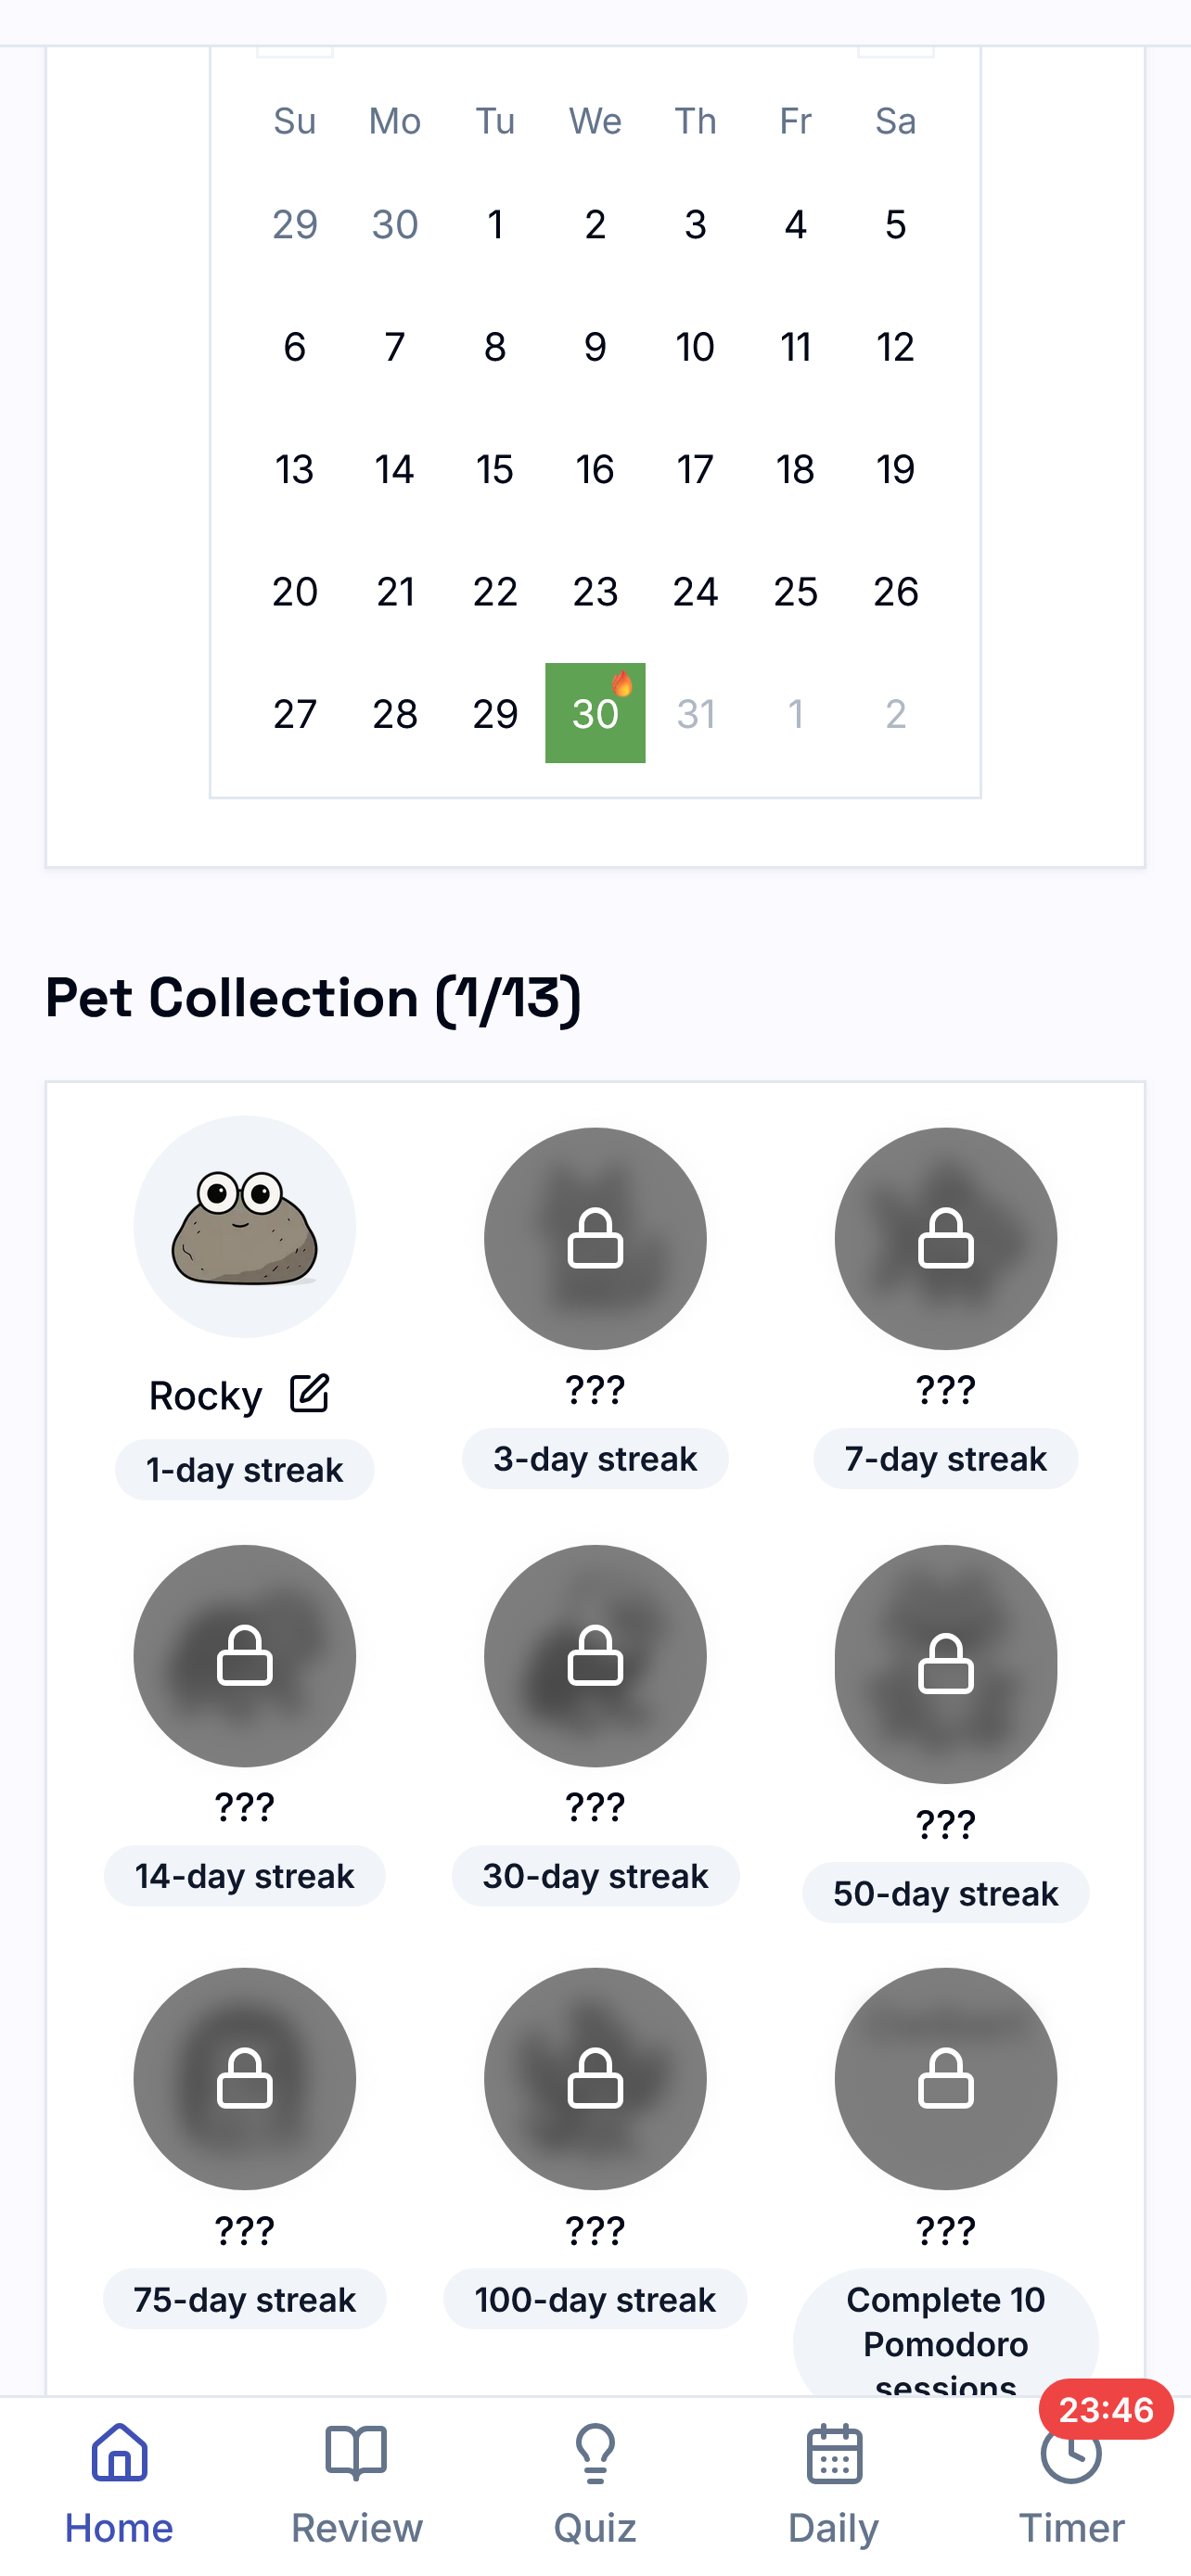 Su Mo Tu We Th Fr Sa
29 30 1 2 3 4 5
6 7 8 9 10 11 12
13 14 15 16 17 18 19
20 21 22 23 24 25 26
27 28 29 30 31 1 2
Pet Collection (1/13)
Rocky ??? ???
1-day streak 3-day streak 7-day streak
??? ??? ???
14-day streak 30-day streak 50-day streak
??? ??? ???
75-day streak 100-day streak Complete 10
Pomodoro
sessions
23:46
Home Review Quiz Daily Timer